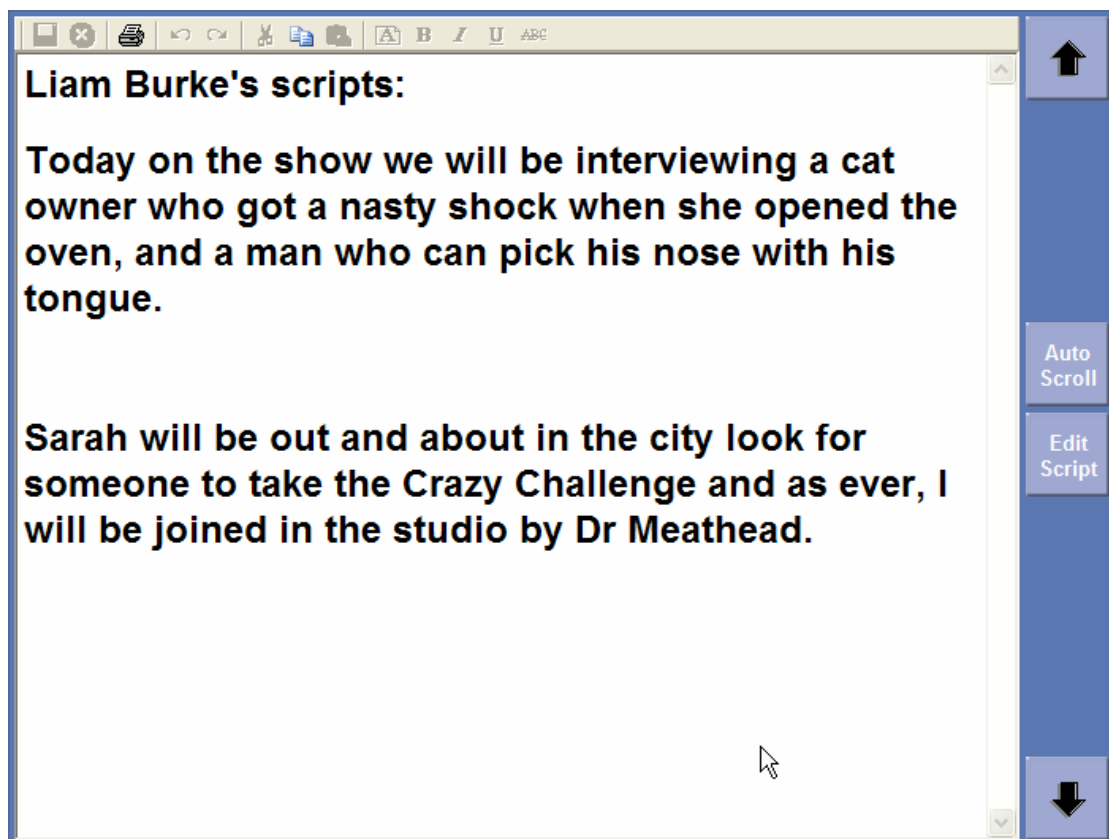 A B I U ABC
Liam Burke's scripts:
Today on the show we will be interviewing a cat
owner who got a nasty shock when she opened the
oven, and a man who can pick his nose with his
tongue.
Auto
Scroll
Sarah will be out and about in the city look for
someone to take the Crazy Challenge and as ever, I
will be joined in the studio by Dr Meathead.
Edit
Script